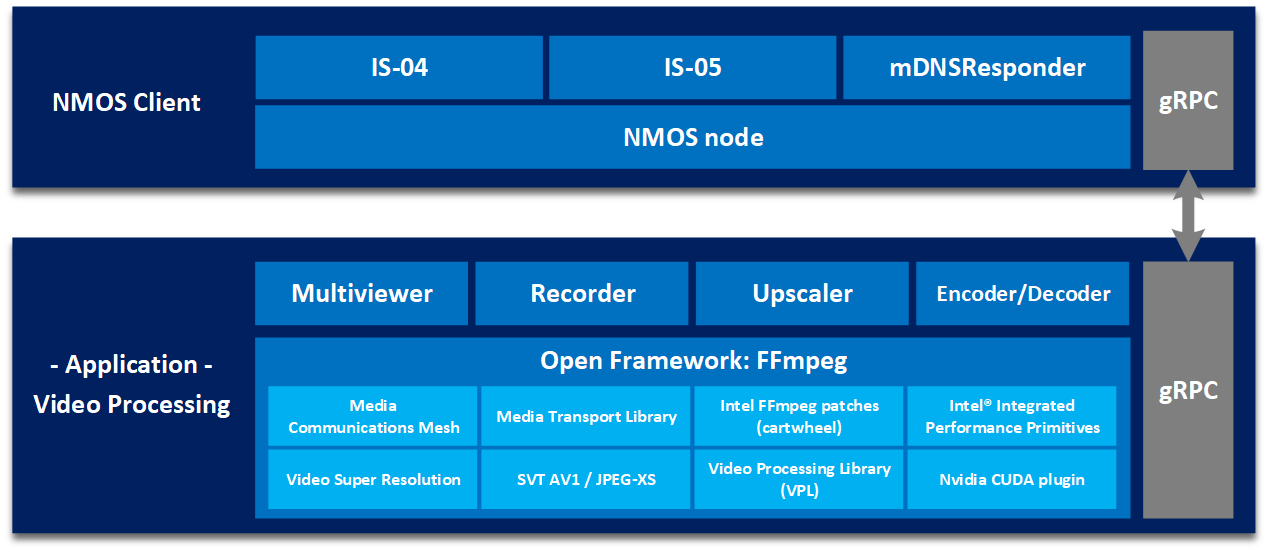 IS-04
IS-05
mDNSResponder
NMOS Client
gRPC
NMOS node
Multiviewer
Recorder
Upscaler
Encoder/Decoder
- Application -
Video Processing
Open Framework: FFmpeg
gRPC
Media
Communications Mesh
Media Transport Library
Intel FFmpeg patches
(cartwheel)
Intel® Integrated
Performance Primitives
Video Super Resolution
SVT AV1 / JPEG-XS
Video Processing Library
(VPL)
Nvidia CUDA plugin